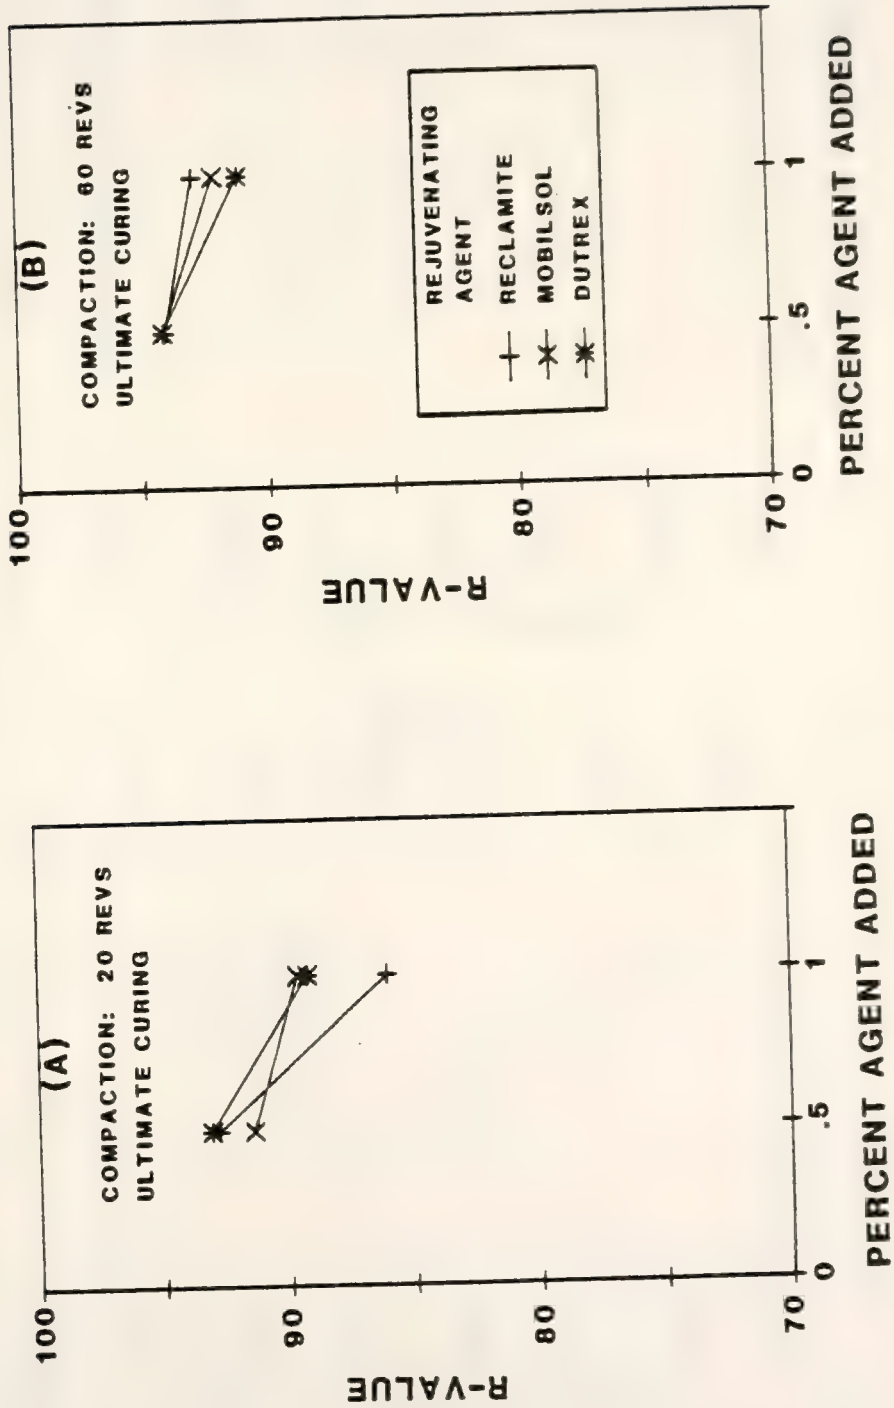 (A)
COMPACTION: 20 REVS
ULTIMATE CURING
100
90
80
70
R-VALUE
0
.5
1
PERCENT AGENT ADDED
(B)
COMPACTION: 60 REVS
ULTIMATE CURING
100
90
80
70
R-VALUE
REJUVENATING
AGENT
RECLAMITE
MOBILSOL
DUTREX
0
.5
1
PERCENT AGENT ADDED